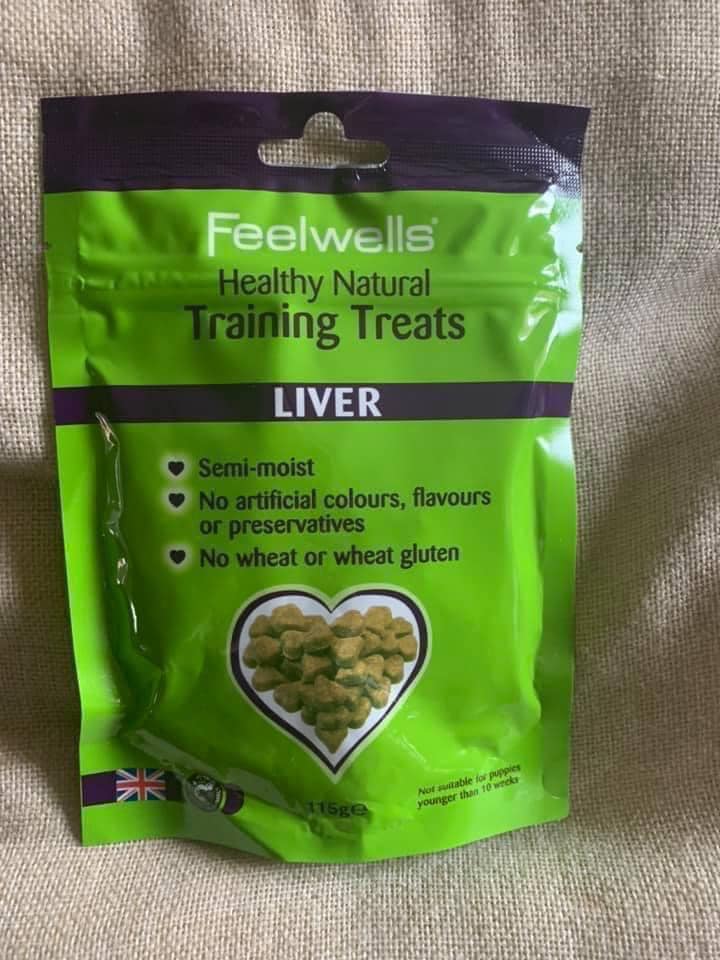 Feelwells®
Healthy Natural
Training Treats
LIVER
Semi-moist
No artificial colours, flavours
or preservatives
No wheat or wheat gluten
115g℮
Not suitable for puppies
younger than 10 weeks